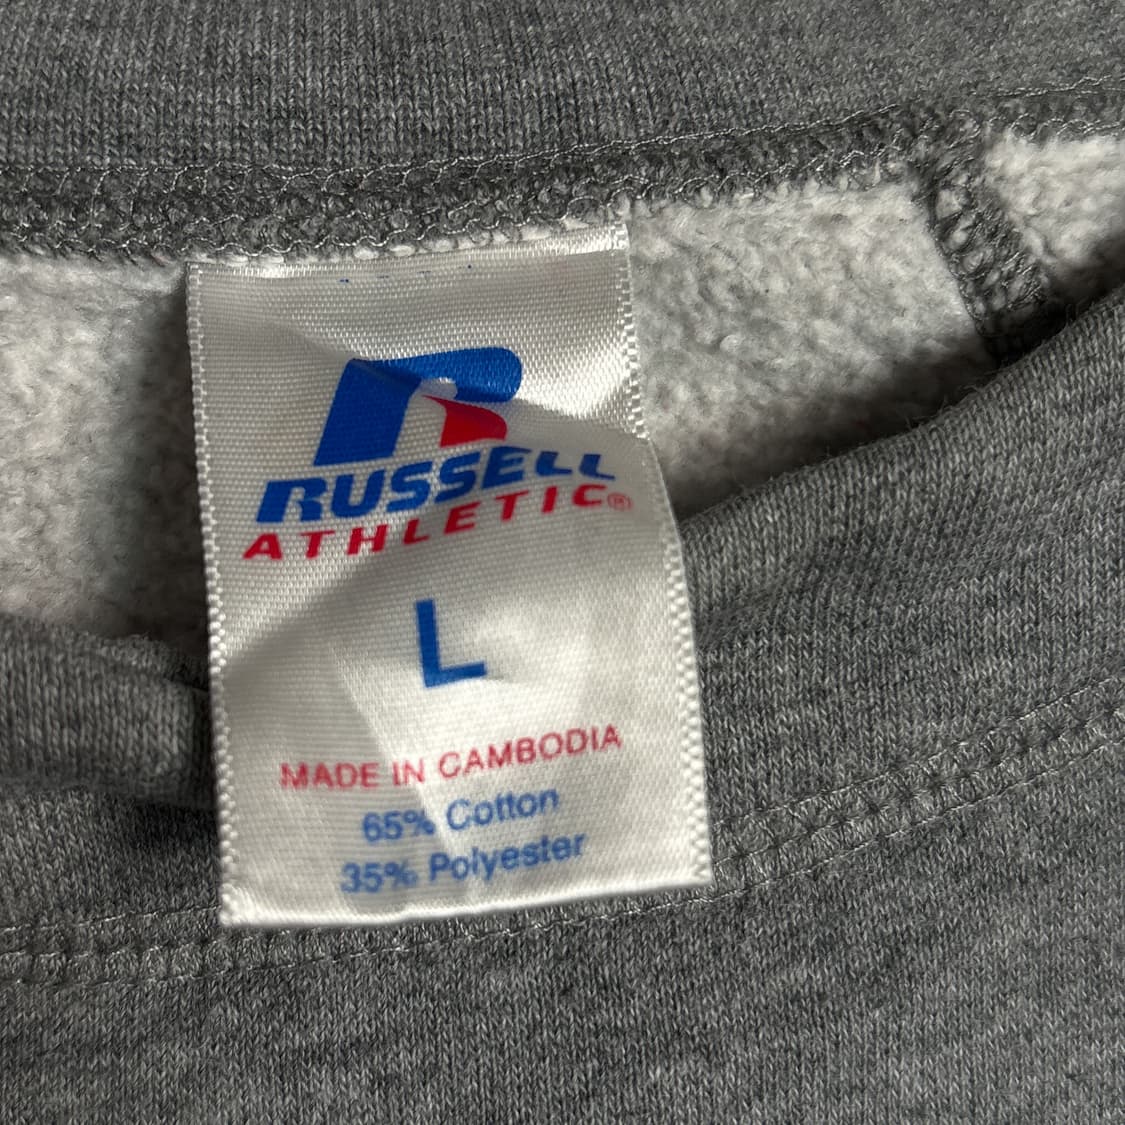 R
RUSSELL
ATHLETIC®
L
MADE IN CAMBODIA
65% Cotton
35% Polyester